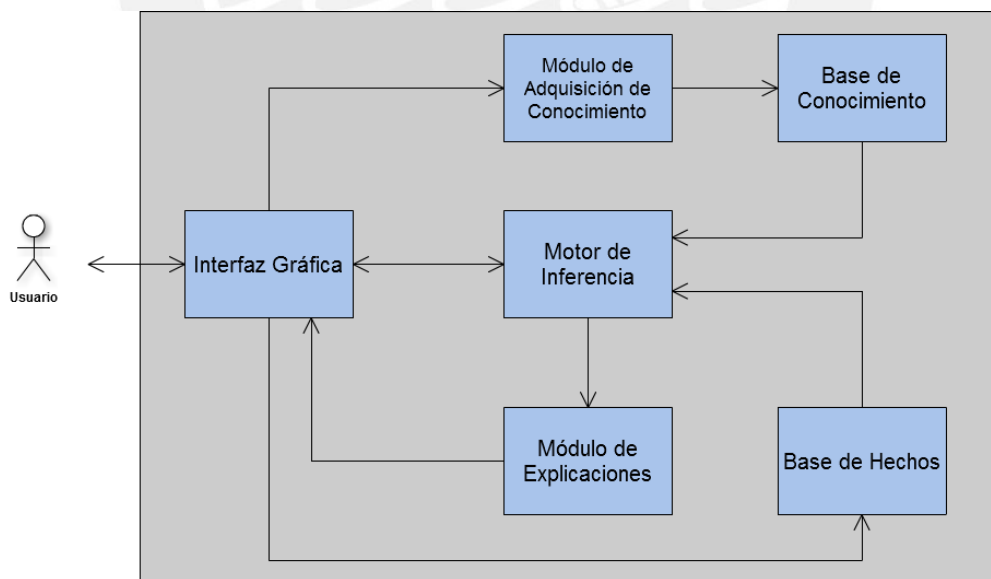 Módulo de
Adquisición de
Conocimiento
Base de
Conocimiento
Interfaz Gráfica
Motor de
Inferencia
Usuario
Módulo de
Explicaciones
Base de Hechos